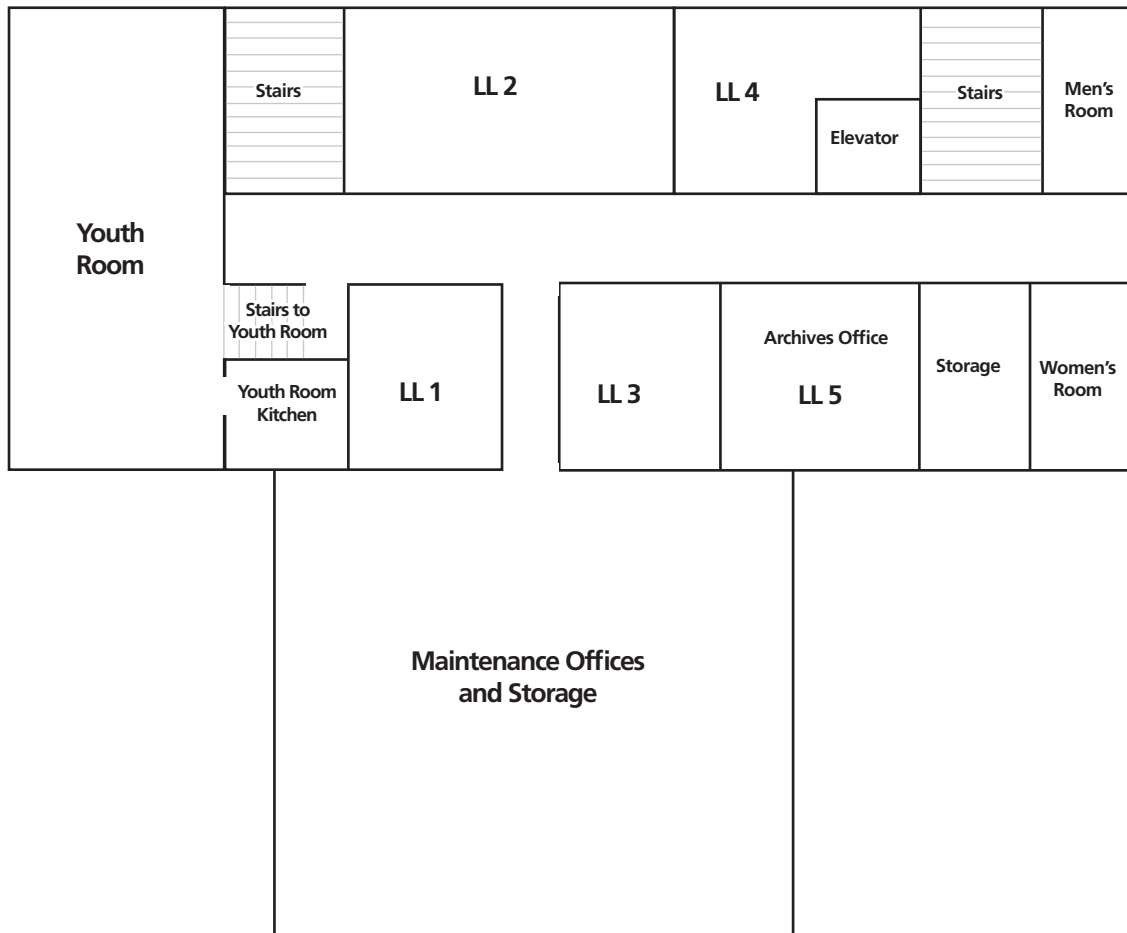 Stairs
LL 2
LL 4
Elevator
Stairs
Men’s
Room
Youth
Room
Stairs to
Youth Room
Youth Room
Kitchen
LL 1
LL 3
Archives Office
LL 5
Storage
Women’s
Room
Maintenance Offices
and Storage